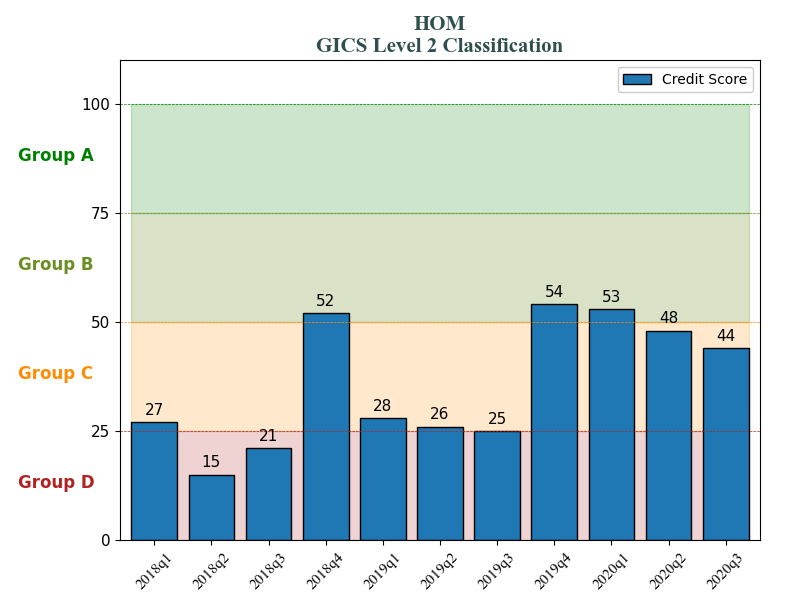 HOM
GICS Level 2 Classification
Credit Score
100
Group A
75
Group B
54
53
52
50
48
44
Group C
28
27
26
25
25
21
15
Group D
0
2018q1 2018q2 2018q3 2018q4 2019q1 2019q2 2019q3 2019q4 2020q1 2020q2 2020q3